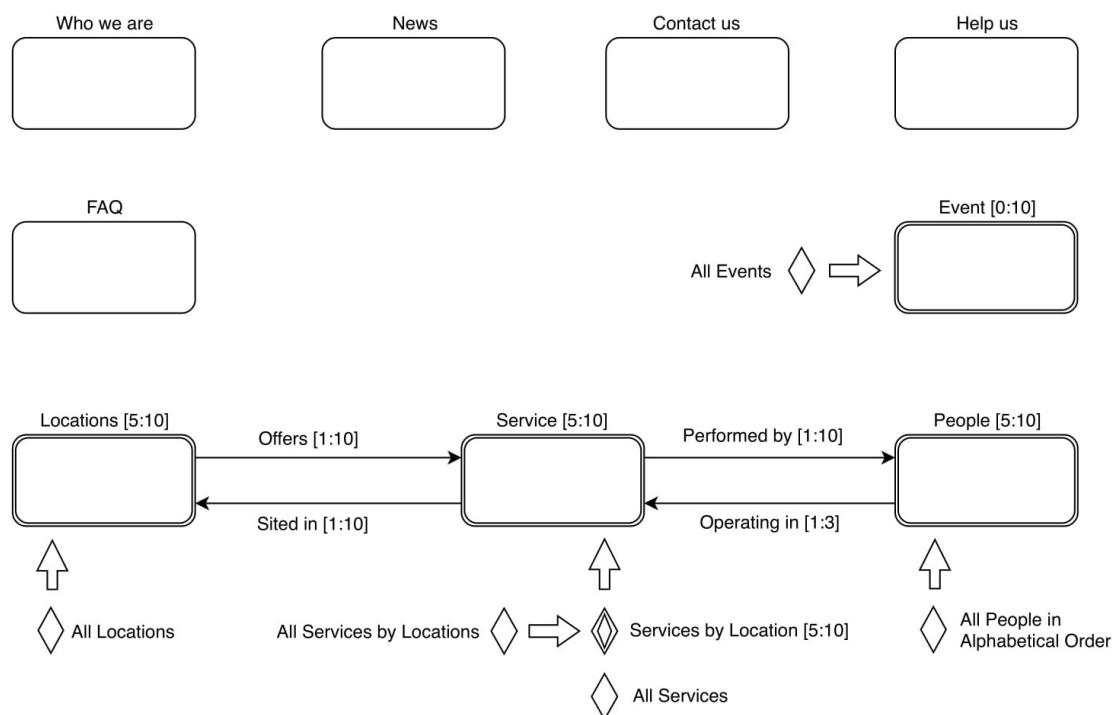 Who we are
News
Contact us
Help us
FAQ
Event [0:10]
All Events
Locations [5:10]
Service [5:10]
People [5:10]
Offers [1:10]
Performed by [1:10]
Sited in [1:10]
Operating in [1:3]
All Locations
All Services by Locations
Services by Location [5:10]
All People in
Alphabetical Order
All Services